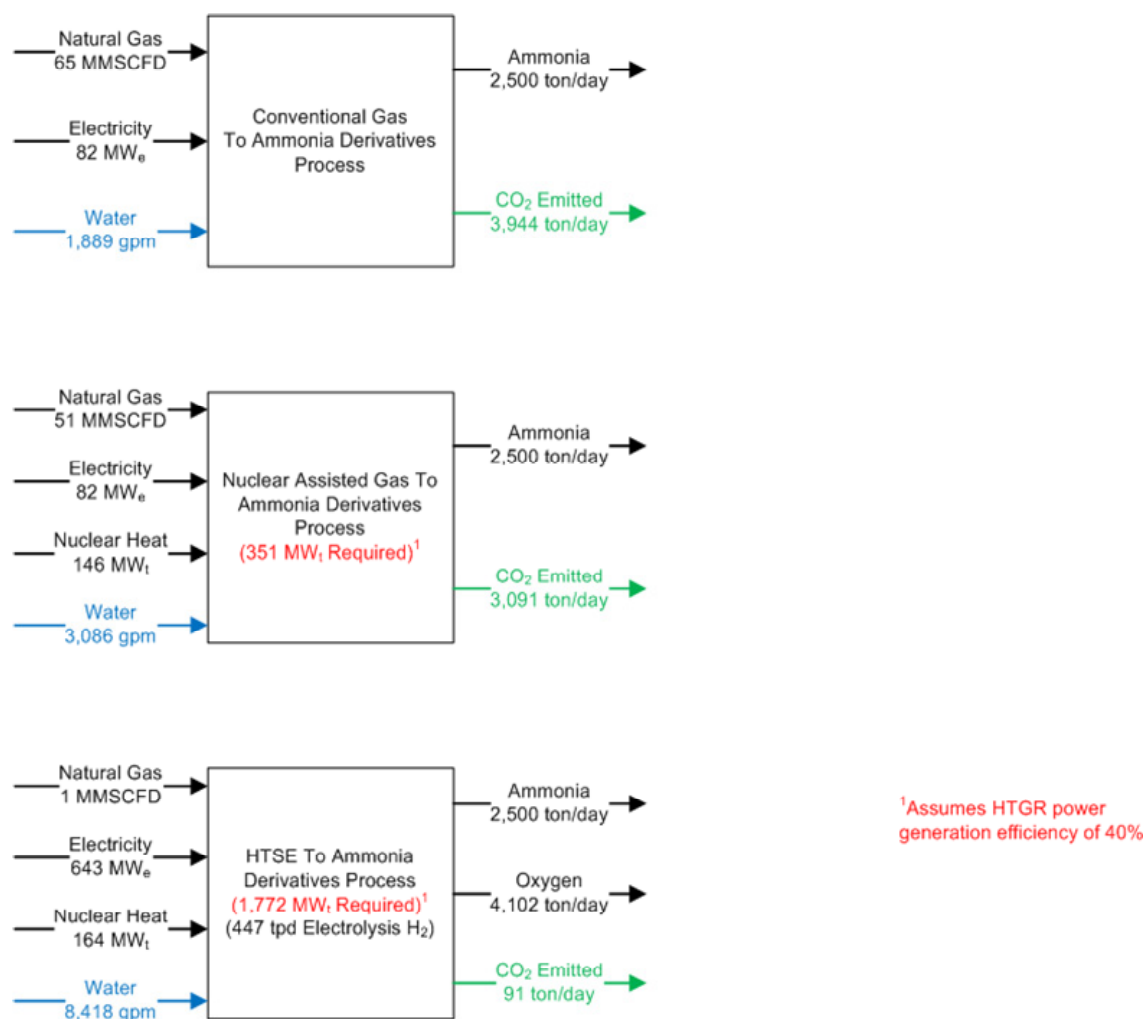 Natural Gas
65 MMSCFD
Electricity
82 MWe
Water
1,889 gpm
Conventional Gas
To Ammonia Derivatives
Process
Ammonia
2,500 ton/day
CO2 Emitted
3,944 ton/day
Natural Gas
51 MMSCFD
Electricity
82 MWe
Nuclear Heat
146 MWt
Water
3,086 gpm
Nuclear Assisted Gas To
Ammonia Derivatives
Process
(351 MWt Required)1
Ammonia
2,500 ton/day
CO2 Emitted
3,091 ton/day
Natural Gas
1 MMSCFD
Electricity
643 MWe
Nuclear Heat
164 MWt
Water
8,418 gpm
HTSE To Ammonia
Derivatives Process
(1,772 MWt Required)1
(447 tpd Electrolysis H2)
Ammonia
2,500 ton/day
Oxygen
4,102 ton/day
CO2 Emitted
91 ton/day
1Assumes HTGR power
generation efficiency of 40%